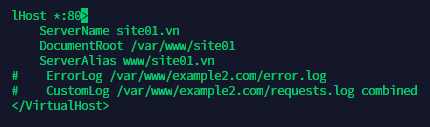 lHost *:80>
    ServerName site01.vn
    DocumentRoot /var/www/site01
    ServerAlias www/site01.vn
#   ErrorLog /var/www/example2.com/error.log
#   CustomLog /var/www/example2.com/requests.log combined
</VirtualHost>